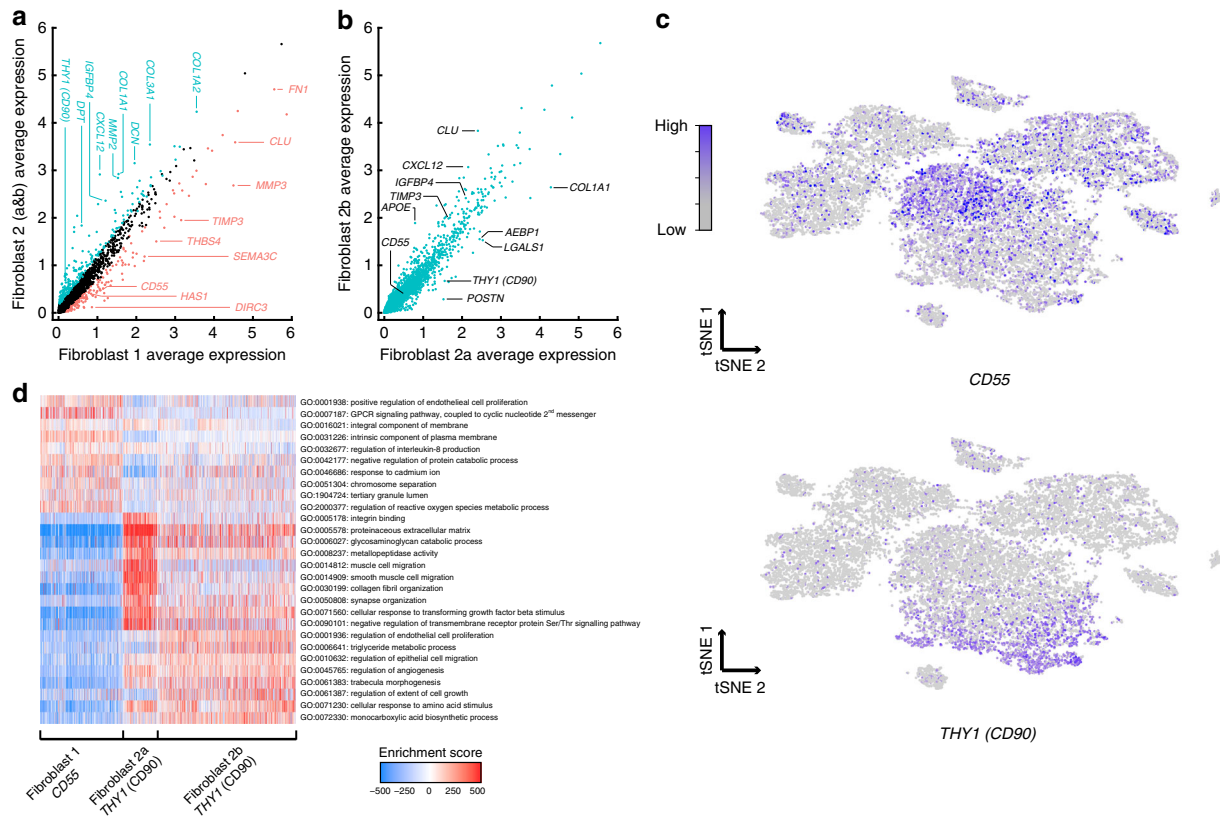 a
Fibroblast 2 (a&b) average expression
6
5
4
3
2
1
0
0 1 2 3 4 5 6
Fibroblast 1 average expression
THY1 (CD90)
DPT
IGFBP4
CXCL12
MMP2
COL1A1
DCN
COL3A1
COL1A2
FN1
CLU
MMP3
TIMP3
THBS4
SEMA3C
CD55
HAS1
DIRC3
b
Fibroblast 2b average expression
6
5
4
3
2
1
0
0 1 2 3 4 5 6
Fibroblast 2a average expression
CLU
CXCL12
IGFBP4
TIMP3
APOE
CD55
COL1A1
AEBP1
LGALS1
THY1 (CD90)
POSTN
c
High
Low
tSNE 1
tSNE 2
CD55
tSNE 1
tSNE 2
THY1 (CD90)
d
GO:0001938: positive regulation of endothelieal cell proliferation
GO:0007187: GPCR signaling pathway, coupled to cyclic nucleotide 2nd messenger
GO:0016021: integral component of membrane
GO:0031226: intrinsic component of plasma membrane
GO:0032677: regulation of interleukin-8 production
GO:0042177: negative regulation of protein catabolic process
GO:0046686: response to cadmium ion
GO:0051304: chromosome separation
GO:1904724: tertiary granule lumen
GO:2000377: regulation of reactive oxygen species metabolic process
GO:0005178: integrin binding
GO:0005578: proteinaceous extracellular matrix
GO:0006027: glycosaminoglycan catabolic process
GO:0008237: metallopeptidase activity
GO:0014812: muscle cell migration
GO:0014909: smooth muscle cell migration
GO:0030199: collagen fibril organization
GO:0050808: synapse organization
GO:0071560: cellular response to transforming growth factor beta stimulus
GO:0090101: negative regulation of transmembrane receptor protein Ser/Thr signalling pathway
GO:0001936: regulation of endothelial cell proliferation
GO:0006641: triglyceride metabolic process
GO:0010632: regulation of epithelial cell migration
GO:0045765: regulation of angiogenesis
GO:0061383: trabecula morphogenesis
GO:0061387: regulation of extent of cell growth
GO:0071230: cellular response to amino acid stimulus
GO:0072330: monocarboxylic acid biosynthetic process
Fibroblast 1
CD55
Fibroblast 2a
THY1 (CD90)
Fibroblast 2b
THY1 (CD90)
Enrichment score
−500 −250 0 250 500